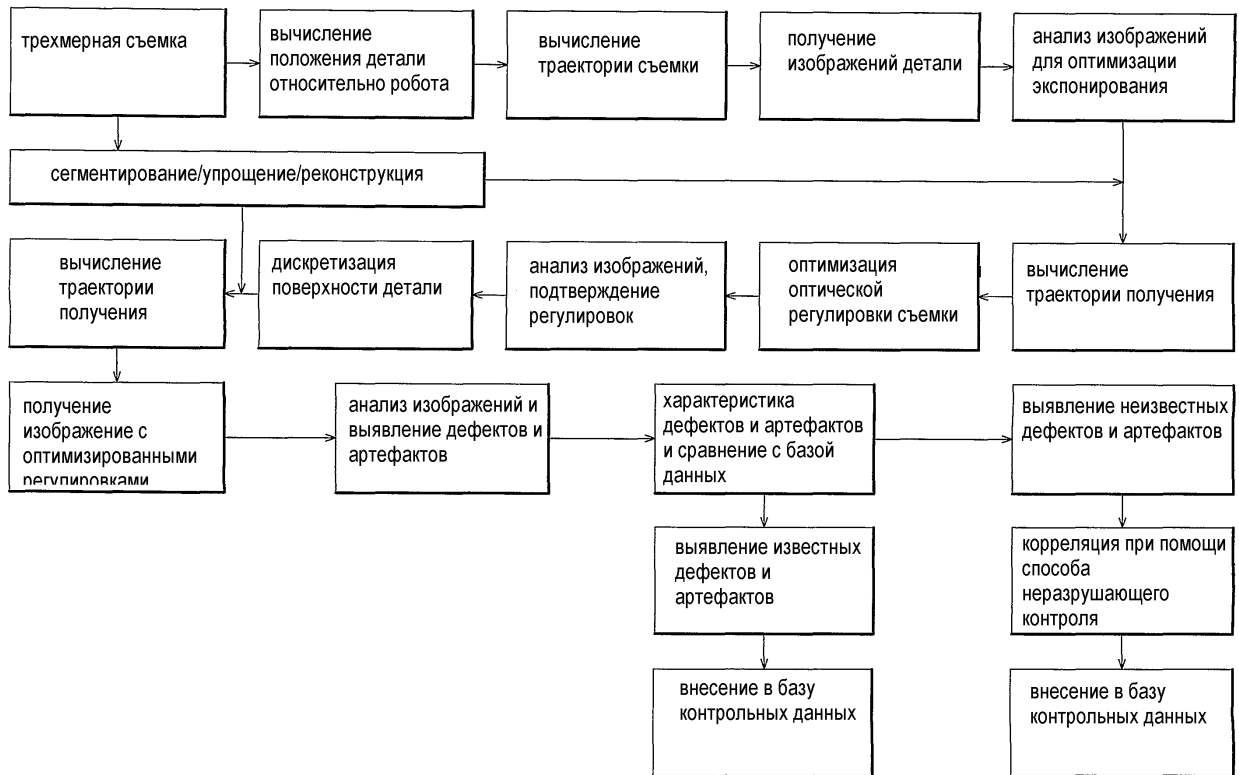 трехмерная съемка
вычисление
положения детали
относительно робота
вычисление
траектории съемки
получение
изображений детали
анализ изображений
для оптимизации
экспонирования
сегментирование/упрощение/реконструкция
вычисление
траектории
получения
дискретизация
поверхности детали
анализ изображений,
подтверждение
регулировок
оптимизация
оптической
регулировки съемки
вычисление
траектории получения
получение
изображение с
оптимизированными
регулировками
анализ изображений и
выявление дефектов и
артефактов
характеристика
дефектов и артефактов
и сравнение с базой
данных
выявление неизвестных
дефектов и артефактов
выявление известных
дефектов и
артефактов
корреляция при помощи
способа
неразрушающего
контроля
внесение в базу
контрольных данных
внесение в базу
контрольных данных